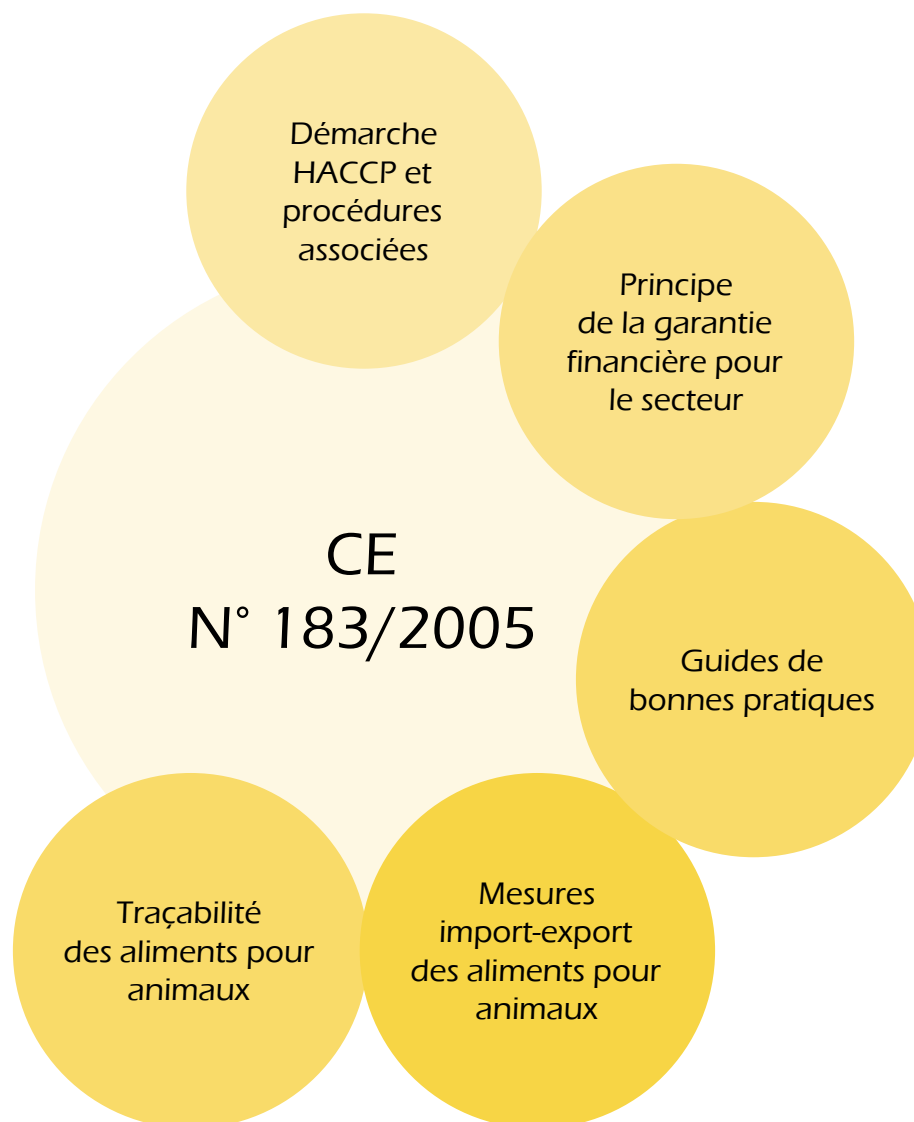 Démarche
HACCP et
procédures
associées
Principe
de la garantie
financière pour
le secteur
CE
N° 183/2005
Guides de
bonnes pratiques
Mesures
import-export
des aliments pour
animaux
Traçabilité
des aliments pour
animaux